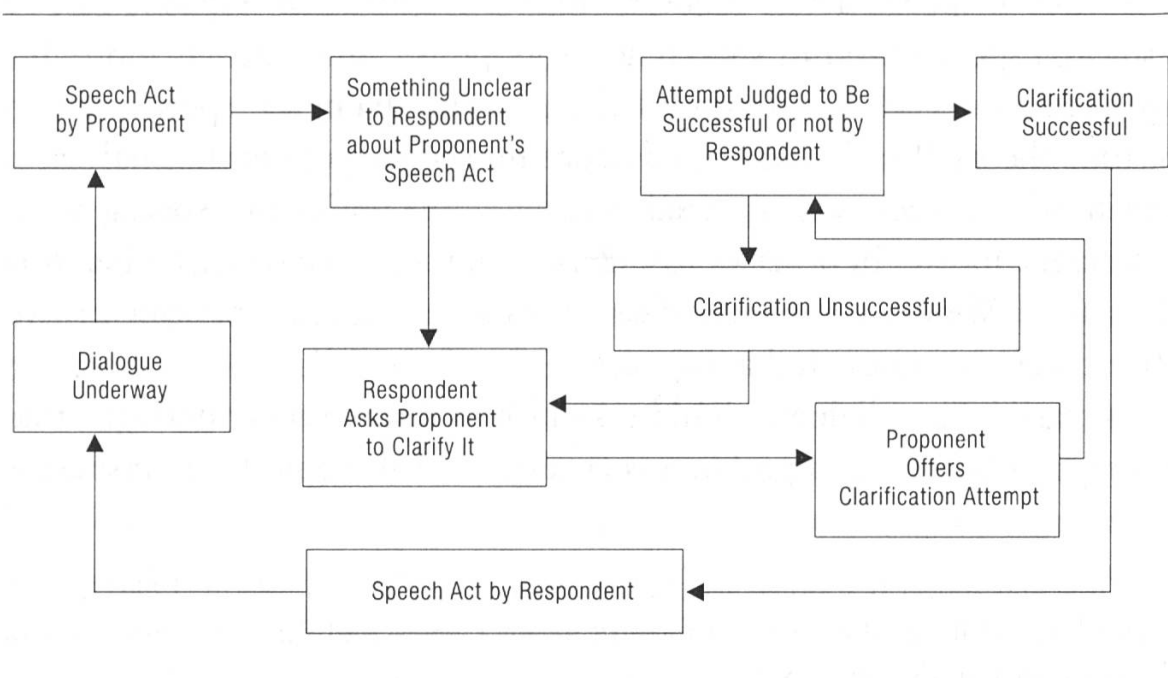 Speech Act
by Proponent
Something Unclear
to Respondent
about Proponent's
Speech Act
Attempt Judged to Be
Successful or not by
Respondent
Clarification
Successful
Clarification Unsuccessful
Dialogue
Underway
Respondent
Asks Proponent
to Clarify It
Proponent
Offers
Clarification Attempt
Speech Act by Respondent